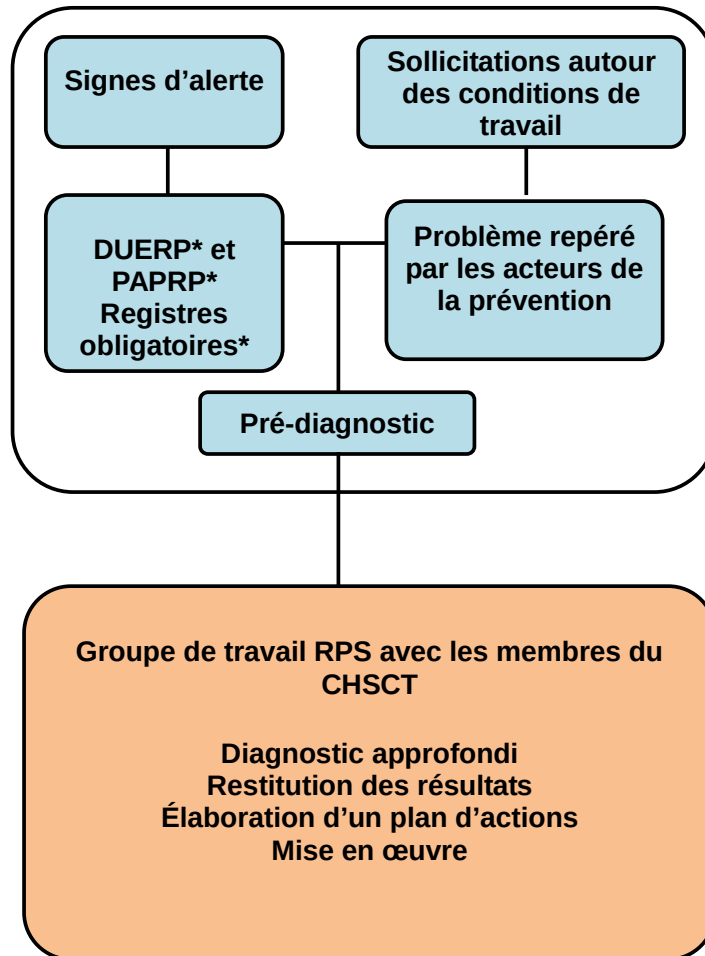 Signes d’alerte
Sollicitations autour
des conditions de
travail
DUERP* et
PAPRP*
Registres
obligatoires*
Problème repéré
par les acteurs de
la prévention
Pré-diagnostic
Groupe de travail RPS avec les membres du
CHSCT
Diagnostic approfondi
Restitution des résultats
Élaboration d’un plan d’actions
Mise en œuvre